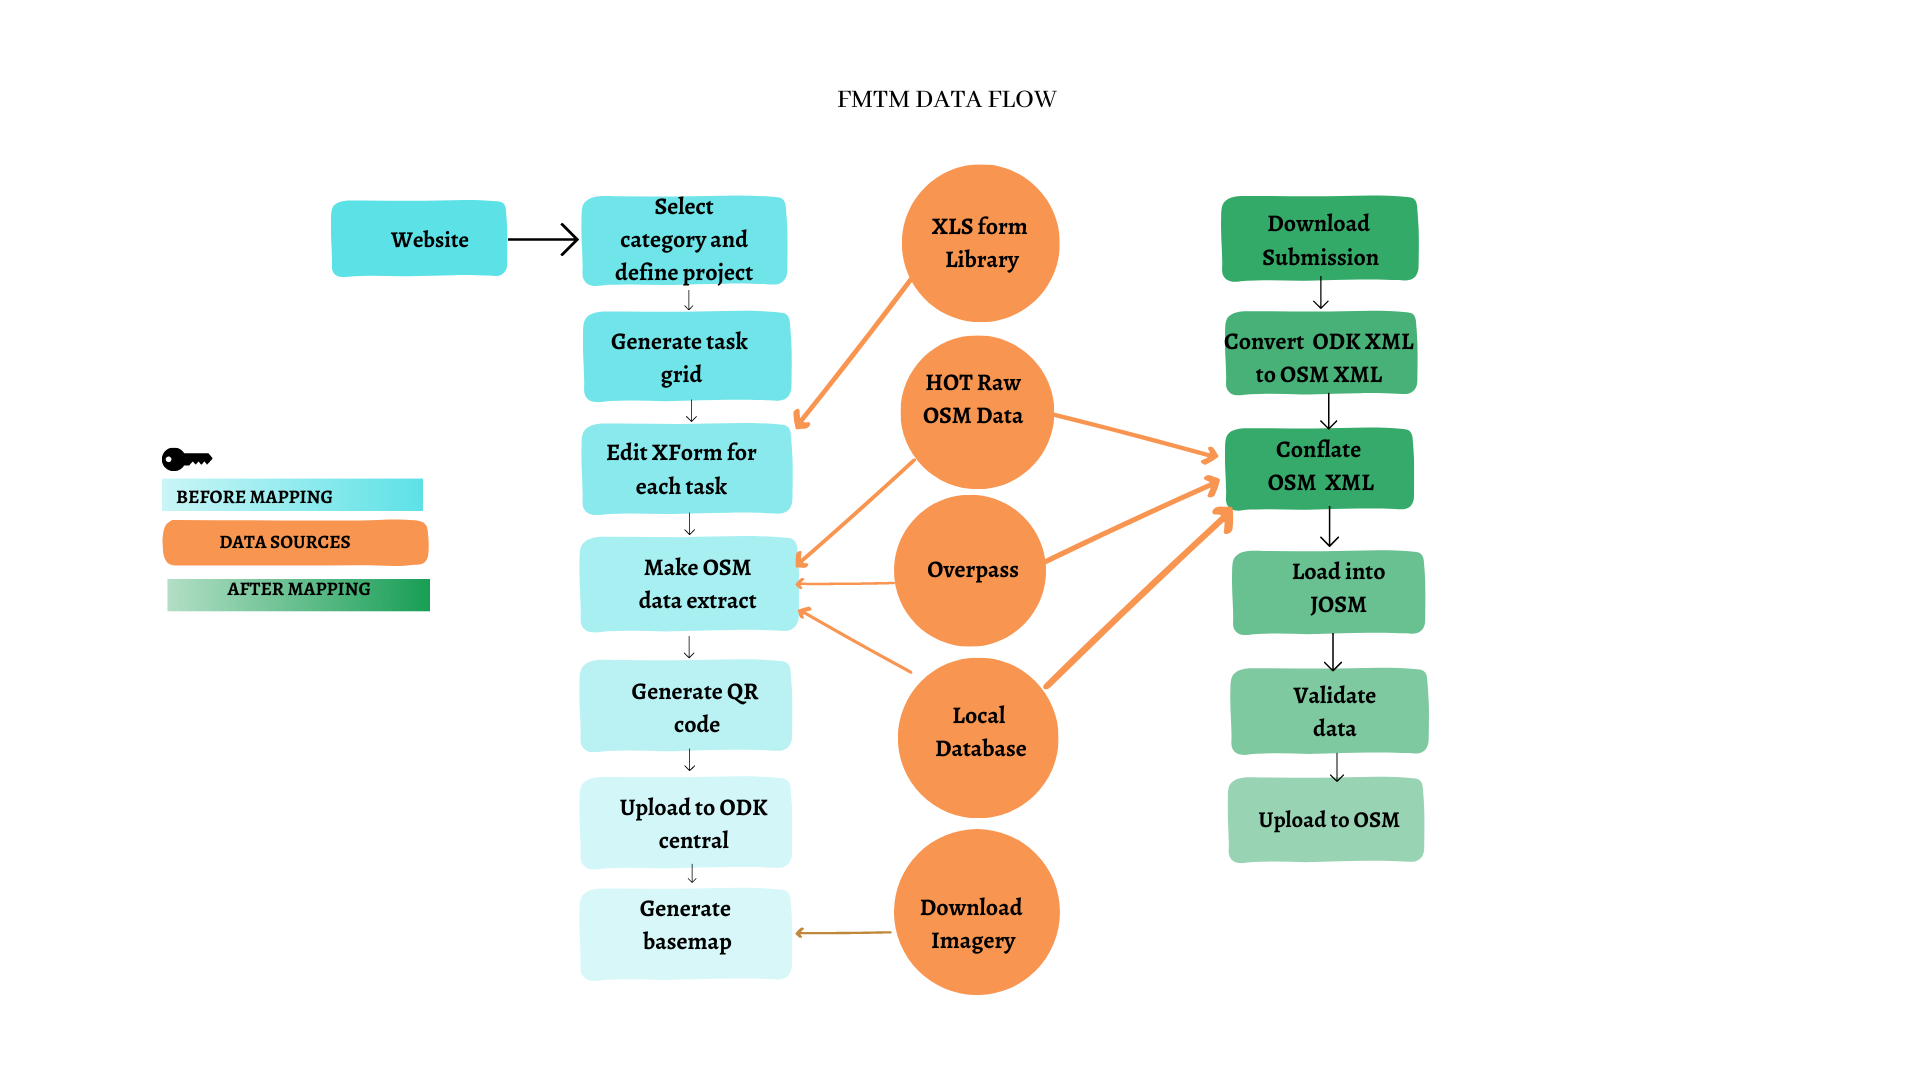 FMTM DATA FLOW
Website
Select
category and
define project
Generate task
grid
Edit XForm for
each task
Make OSM
data extract
Generate QR
code
Upload to ODK
central
Generate
basemap
XLS form
Library
HOT Raw
OSM Data
Overpass
Local
Database
Download
Imagery
Download
Submission
Convert ODK XML
to OSM XML
Conflate
OSM XML
Load into
JOSM
Validate
data
Upload to OSM
BEFORE MAPPING
DATA SOURCES
AFTER MAPPING